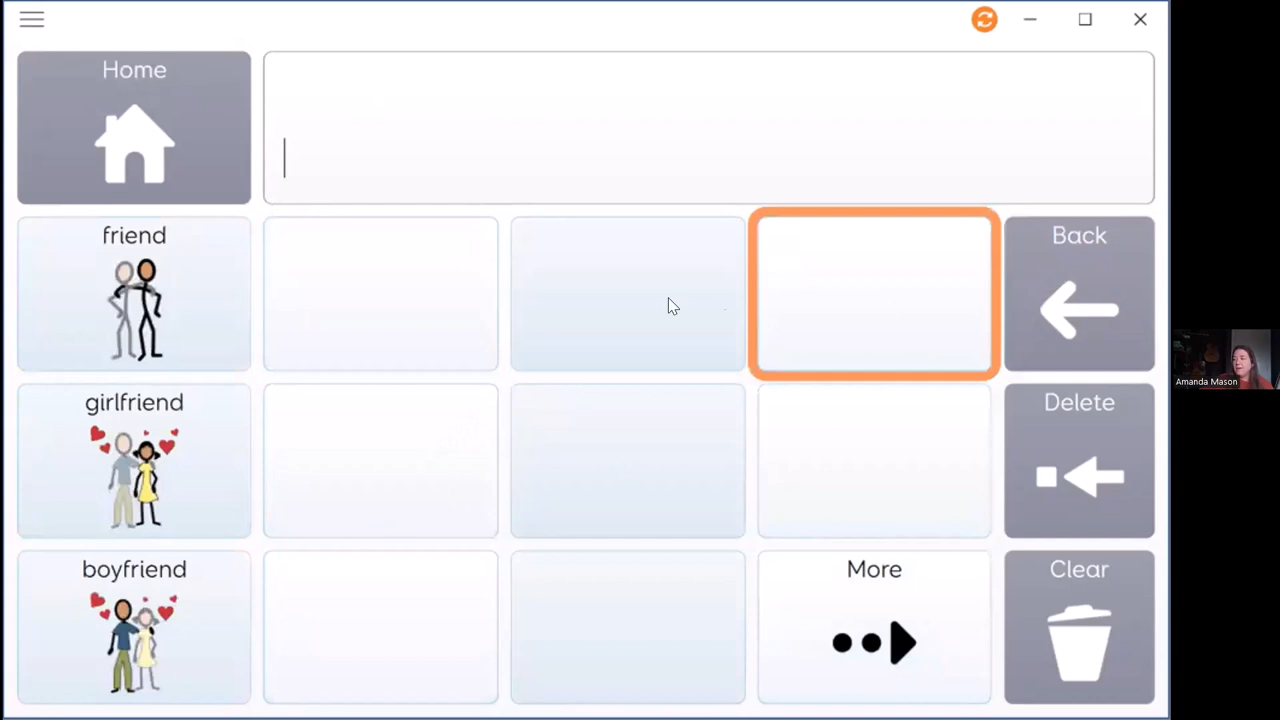 Home
friend
Back
girlfriend
Delete
boyfriend
More
Clear
Amanda Mason